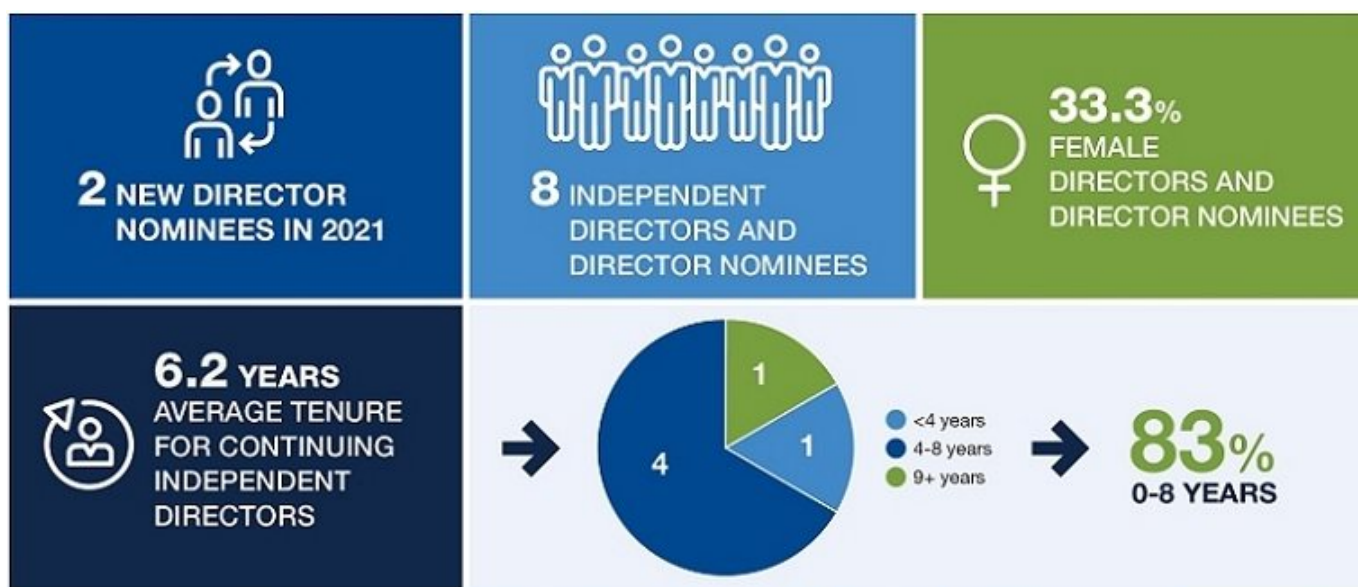 2 NEW DIRECTOR
NOMINEES IN 2021
8 INDEPENDENT
DIRECTORS AND
DIRECTOR NOMINEES
33.3%
FEMALE
DIRECTORS AND
DIRECTOR NOMINEES
6.2 YEARS
AVERAGE TENURE
FOR CONTINUING
INDEPENDENT
DIRECTORS
1
1
4
<4 years
4-8 years
9+ years
83%
0-8 YEARS